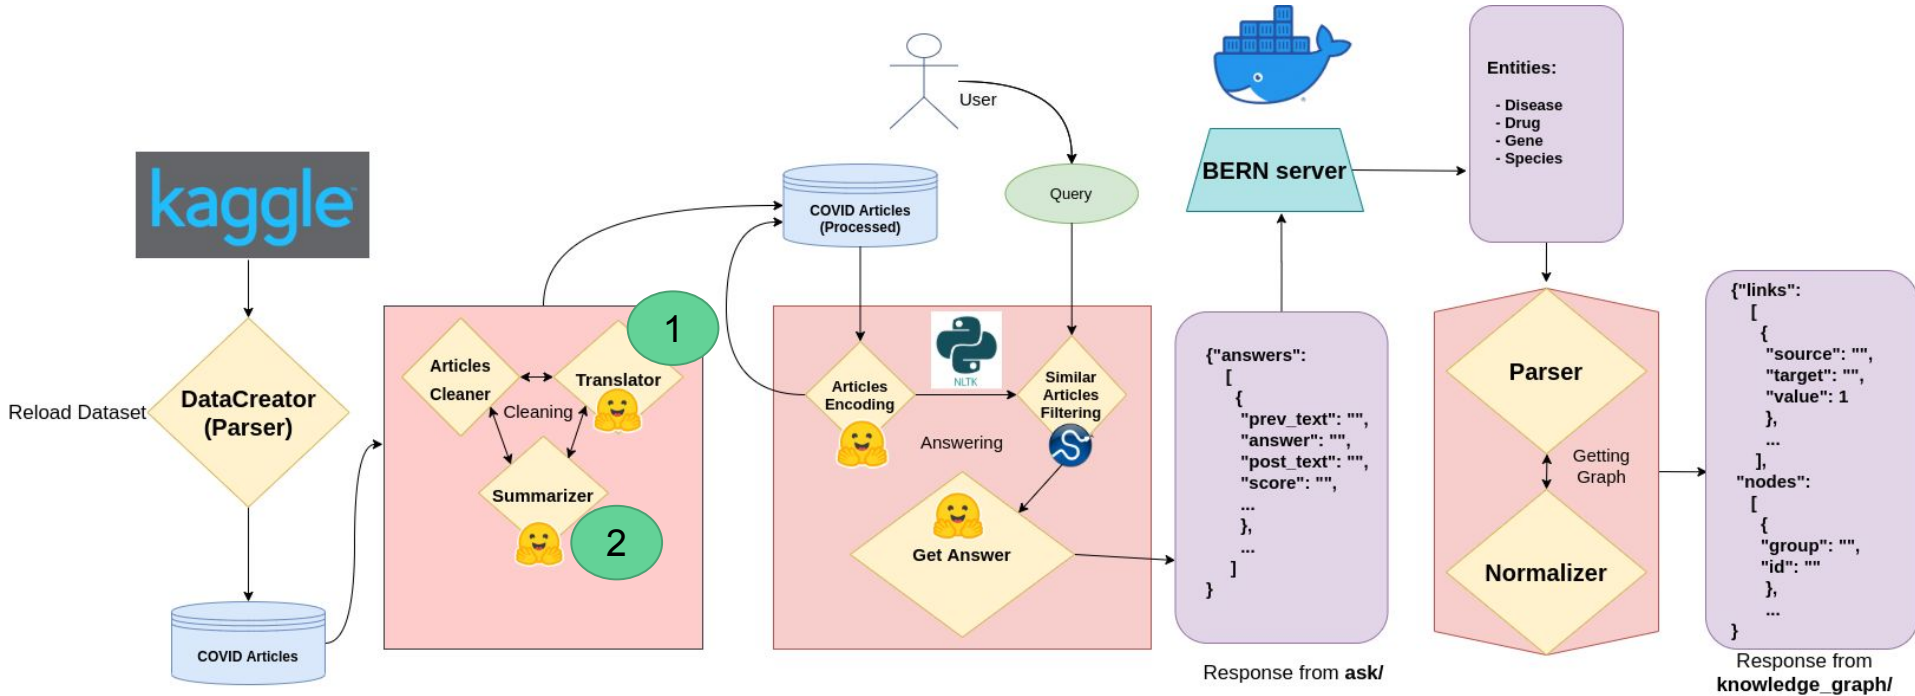 kaggle
Reload Dataset
DataCreator
(Parser)
COVID Articles
Articles
Cleaner
Translator
1
Cleaning
Summarizer
2
User
COVID Articles
(Processed)
Query
NLTK
Articles
Encoding
Similar
Articles
Filtering
Answering
Get Answer
{"answers":
[
{
"prev_text": "",
"answer": "",
"post_text": "",
"score": "",
...
},
...
]
}
Response from ask/
BERN server
Entities:
- Disease
- Drug
- Gene
- Species
Parser
Getting
Graph
Normalizer
{"links":
[
{
"source": "",
"target": "",
"value": 1
},
...
],
"nodes":
[
{
"group": "",
"id": ""
},
...
}
Response from
knowledge_graph/